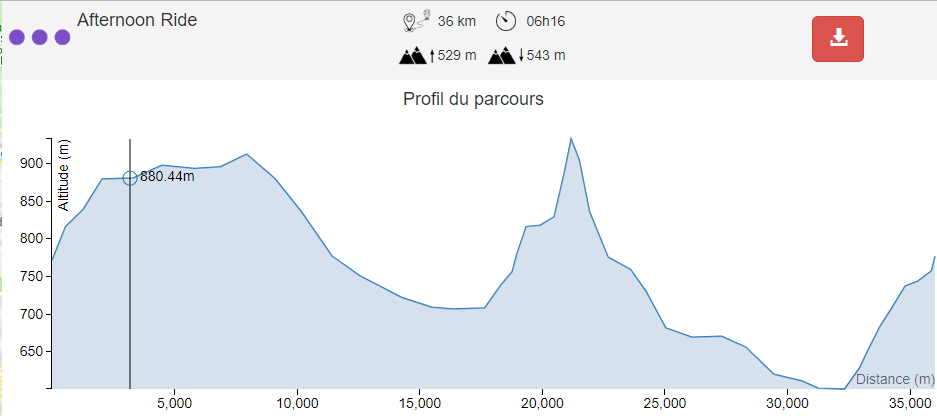 Afternoon Ride
36 km 06h16
529 m 543 m
Profil du parcours
Altitude (m)
900
850
800
750
700
650
880.44m
Distance (m)
5,000 10,000 15,000 20,000 25,000 30,000 35,000